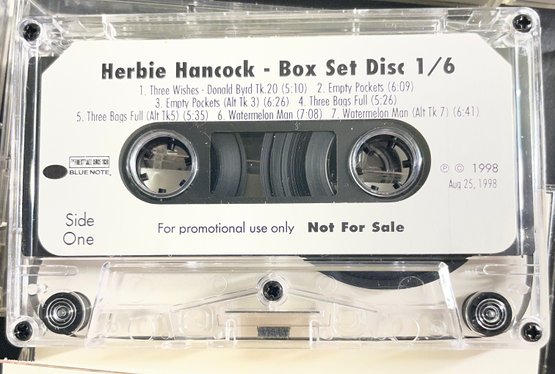 Herbie Hancock - Box Set Disc 1/6
1. Three Wishes - Donald Byrd Tk.20 (5:10) 2. Empty Pockets (6:09)
3. Empty Pockets (Alt Tk 3) (6:26) 4. Three Bags Full (5:26)
5. Three Bags Full (Alt Tk5) (5:35) 6. Watermelon Man (7:08) 7. Watermelon Man (Alt Tk 7) (6:41)
BLUE NOTE
℗ © 1998
Aug 25, 1998
Side
One
For promotional use only Not For Sale